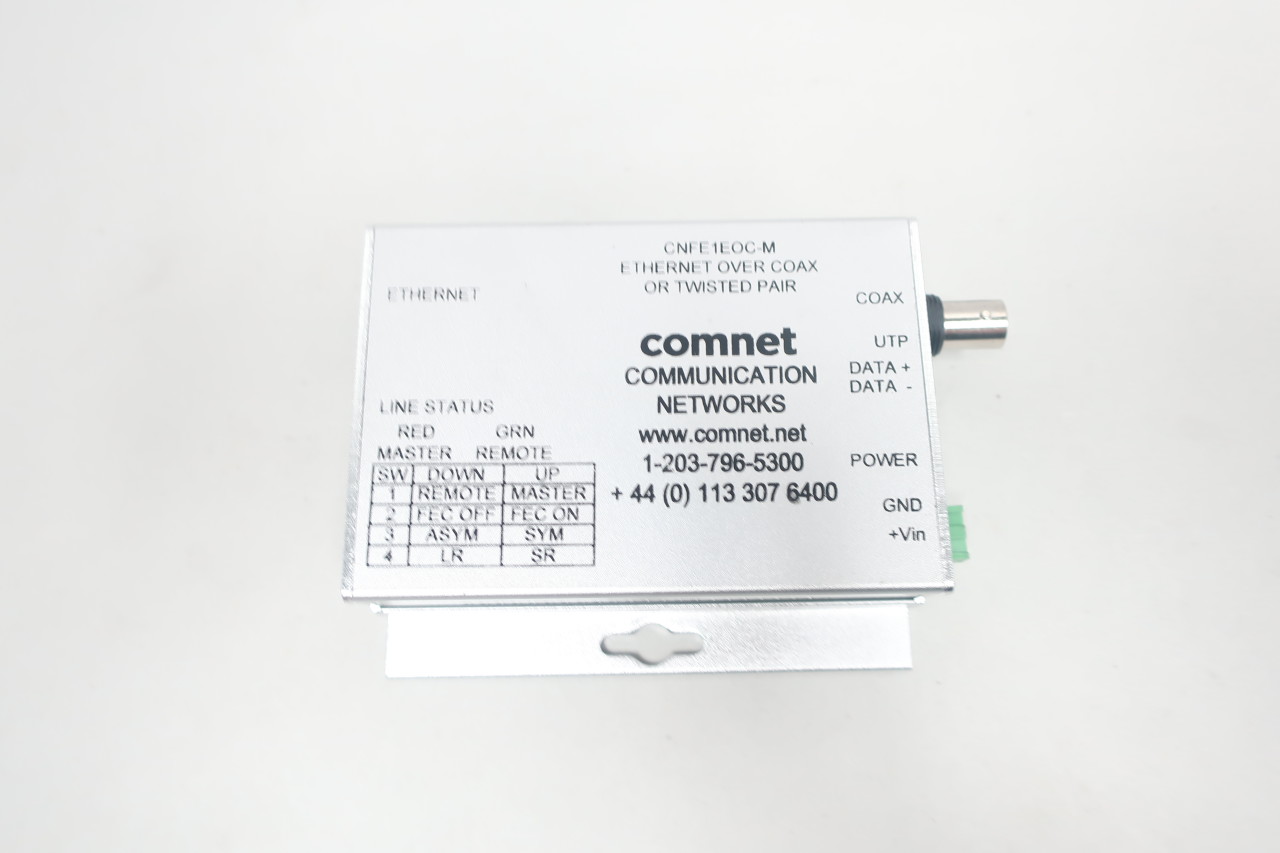 CNFE1EOC-M
ETHERNET OVER COAX
OR TWISTED PAIR
ETHERNET
COAX
comnet
UTP
COMMUNICATION
DATA +
DATA -
NETWORKS
LINE STATUS
www.comnet.net
RED GRN
MASTER REMOTE
1-203-796-5300
POWER
SW DOWN UP
1 REMOTE MASTER
+ 44 (0) 113 307 6400
GND
2 FEC OFF FEC ON
3 ASYM SYM
+Vin
4 LR SR